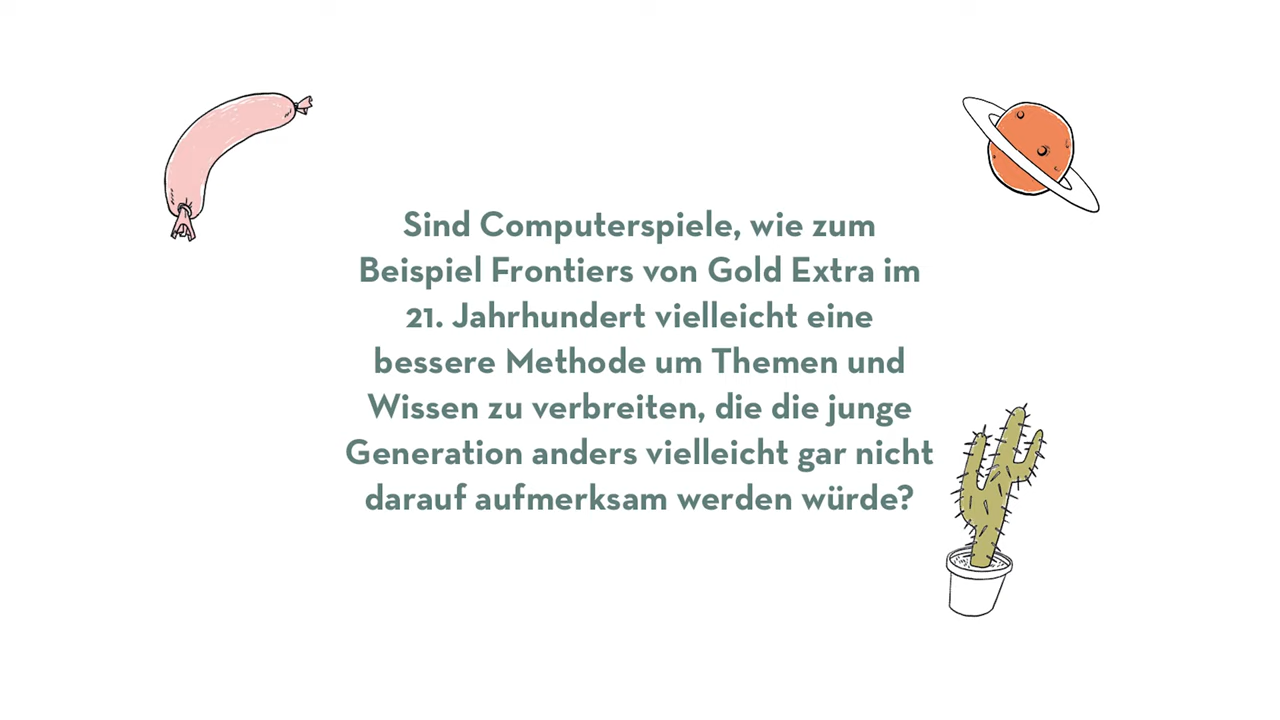 Sind Computerspiele, wie zum
Beispiel Frontiers von Gold Extra im
21. Jahrhundert vielleicht eine
bessere Methode um Themen und
Wissen zu verbreiten, die die junge
Generation anders vielleicht gar nicht
darauf aufmerksam werden würde?